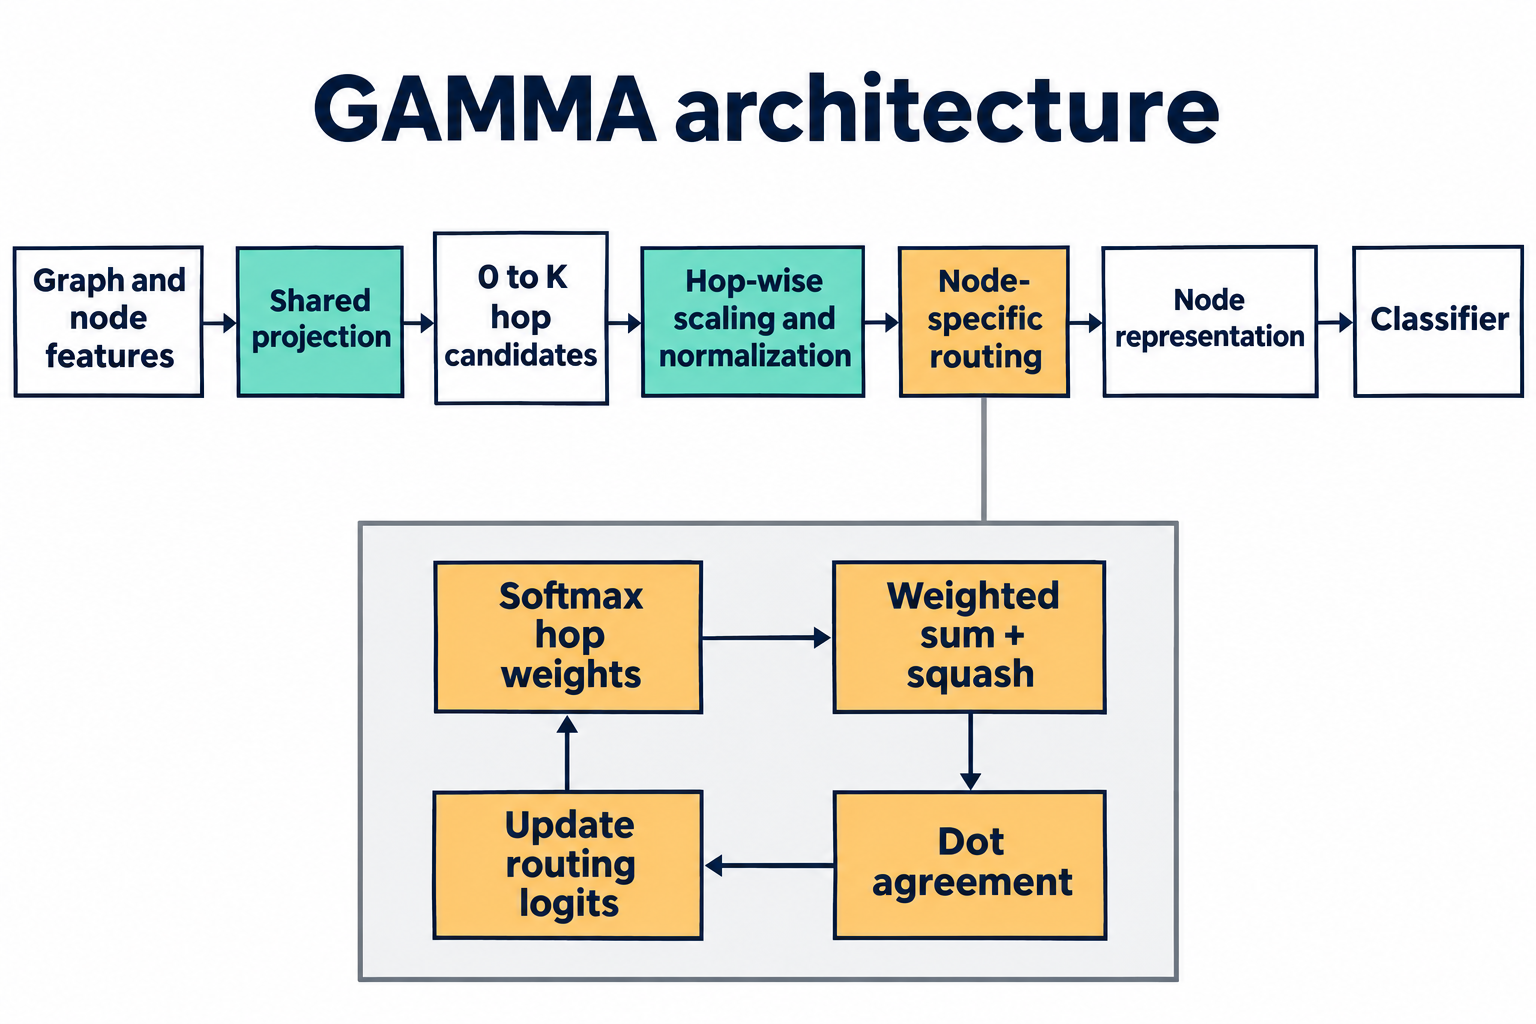 GAMMA architecture
Graph and
node
features
Shared
projection
0 to K
hop
candidates
Hop-wise
scaling and
normalization
Node-
specific
routing
Node
representation
Classifier
Softmax
hop
weights
Weighted
sum +
squash
Update
routing
logits
Dot
agreement